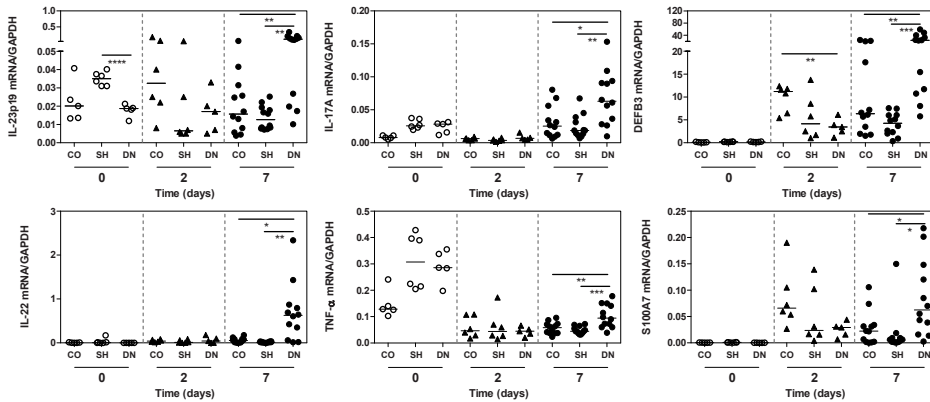 IL-23p19 mRNA/GAPDH
1.0
0.5
0.05
0.04
0.03
0.02
0.01
0.00
****
**
**
CO SH DN CO SH DN CO SH DN
0 2 7
Time (days)
IL-17A mRNA/GAPDH
0.20
0.15
0.10
0.05
0.00
*
**
CO SH DN CO SH DN CO SH DN
0 2 7
Time (days)
DEFB3 mRNA/GAPDH
120
80
40
20
15
10
5
0
**
**
***
CO SH DN CO SH DN CO SH DN
0 2 7
Time (days)
IL-22 mRNA/GAPDH
3
2
1
0
*
**
CO SH DN CO SH DN CO SH DN
0 2 7
Time (days)
TNF-α mRNA/GAPDH
0.5
0.4
0.3
0.2
0.1
0.0
**
***
CO SH DN CO SH DN CO SH DN
0 2 7
Time (days)
S100A7 mRNA/GAPDH
0.25
0.20
0.15
0.10
0.05
0.00
*
*
CO SH DN CO SH DN CO SH DN
0 2 7
Time (days)